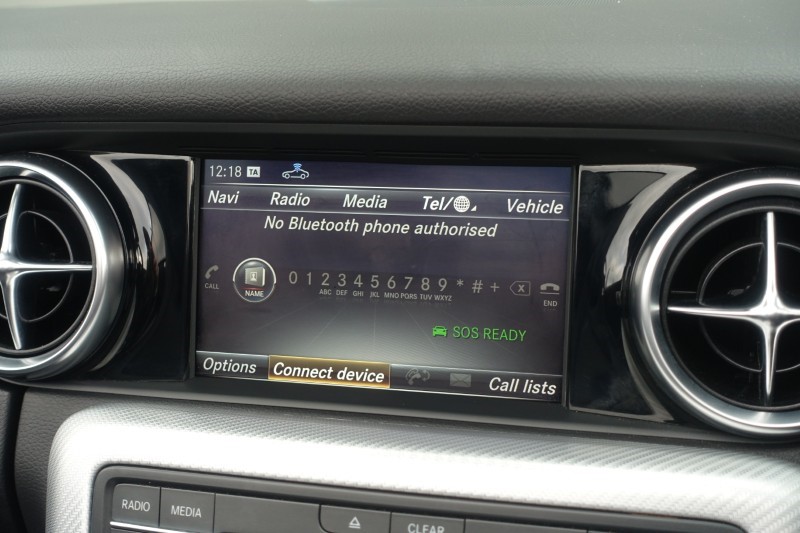 12:18 TA
Navi Radio Media Tel/ Vehicle
No Bluetooth phone authorised
0 1 2 3 4 5 6 7 8 9 * # +
CALL NAME ABC DEF GHI JKL MNO PQRS TUV WXYZ END
SOS READY
Options Connect device Call lists
RADIO MEDIA CLEAR